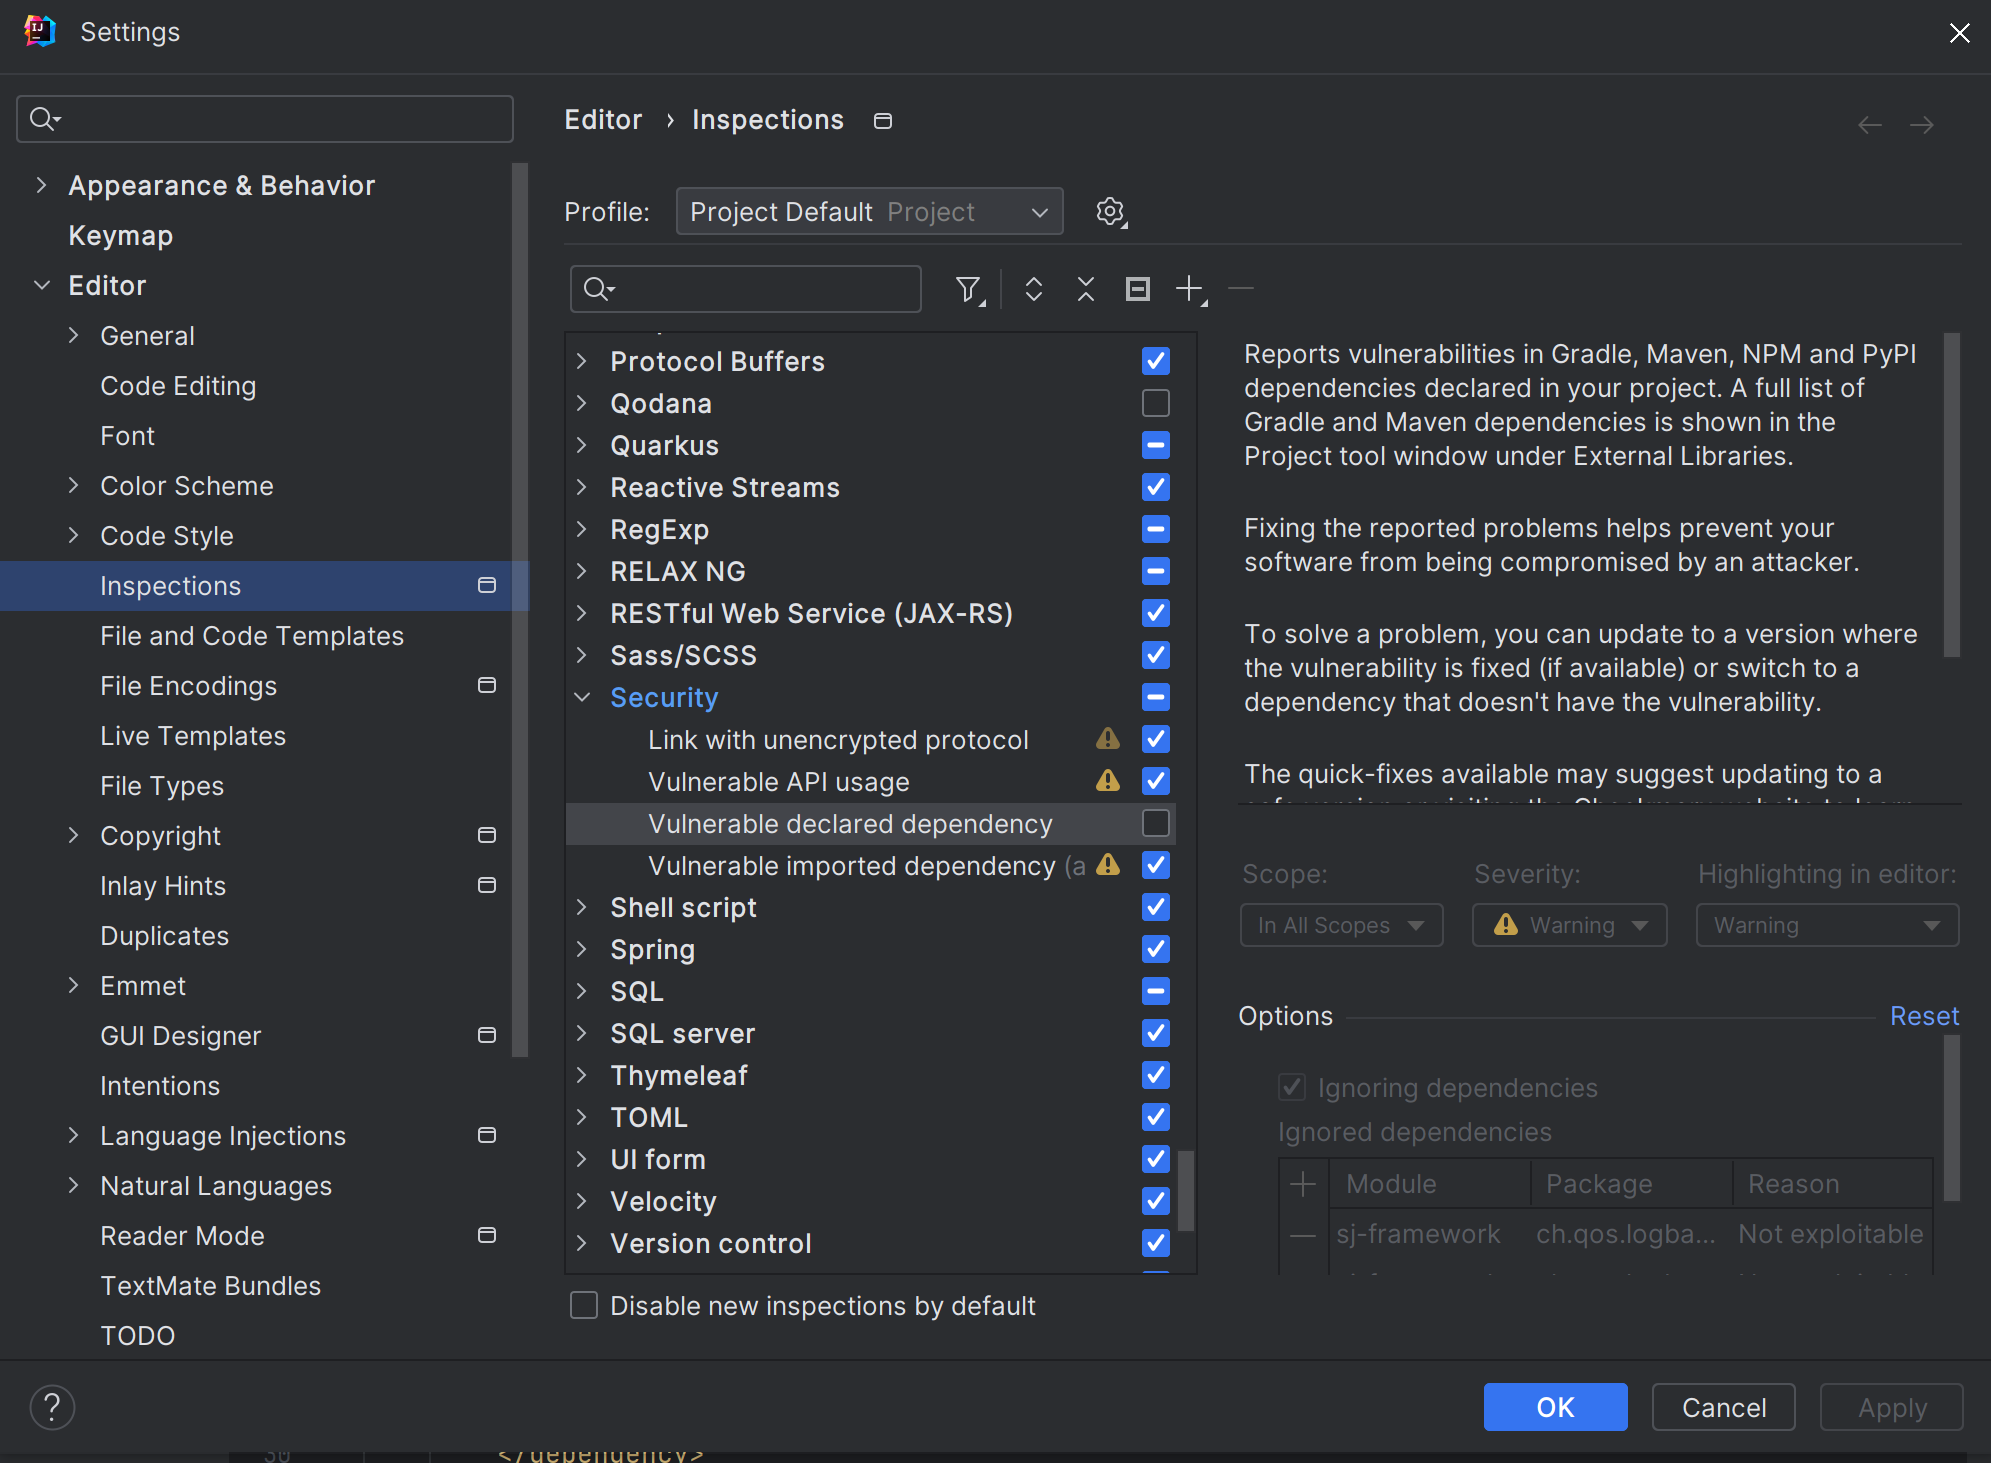 Settings
Appearance & Behavior
Keymap
Editor
General
Code Editing
Font
Color Scheme
Code Style
Inspections
File and Code Templates
File Encodings
Live Templates
File Types
Copyright
Inlay Hints
Duplicates
Emmet
GUI Designer
Intentions
Language Injections
Natural Languages
Reader Mode
TextMate Bundles
TODO
Editor › Inspections
Profile: Project Default Project
Protocol Buffers
Qodana
Quarkus
Reactive Streams
RegExp
RELAX NG
RESTful Web Service (JAX-RS)
Sass/SCSS
Security
Link with unencrypted protocol
Vulnerable API usage
Vulnerable declared dependency
Vulnerable imported dependency (a
Shell script
Spring
SQL
SQL server
Thymeleaf
TOML
UI form
Velocity
Version control
Disable new inspections by default
Reports vulnerabilities in Gradle, Maven, NPM and PyPI
dependencies declared in your project. A full list of
Gradle and Maven dependencies is shown in the
Project tool window under External Libraries.
Fixing the reported problems helps prevent your
software from being compromised by an attacker.
To solve a problem, you can update to a version where
the vulnerability is fixed (if available) or switch to a
dependency that doesn't have the vulnerability.
The quick-fixes available may suggest updating to a
Scope: Severity: Highlighting in editor:
In All Scopes Warning Warning
Options Reset
Ignoring dependencies
Ignored dependencies
Module Package Reason
sj-framework ch.qos.logba... Not exploitable
? OK Cancel Apply
30 </dependency>